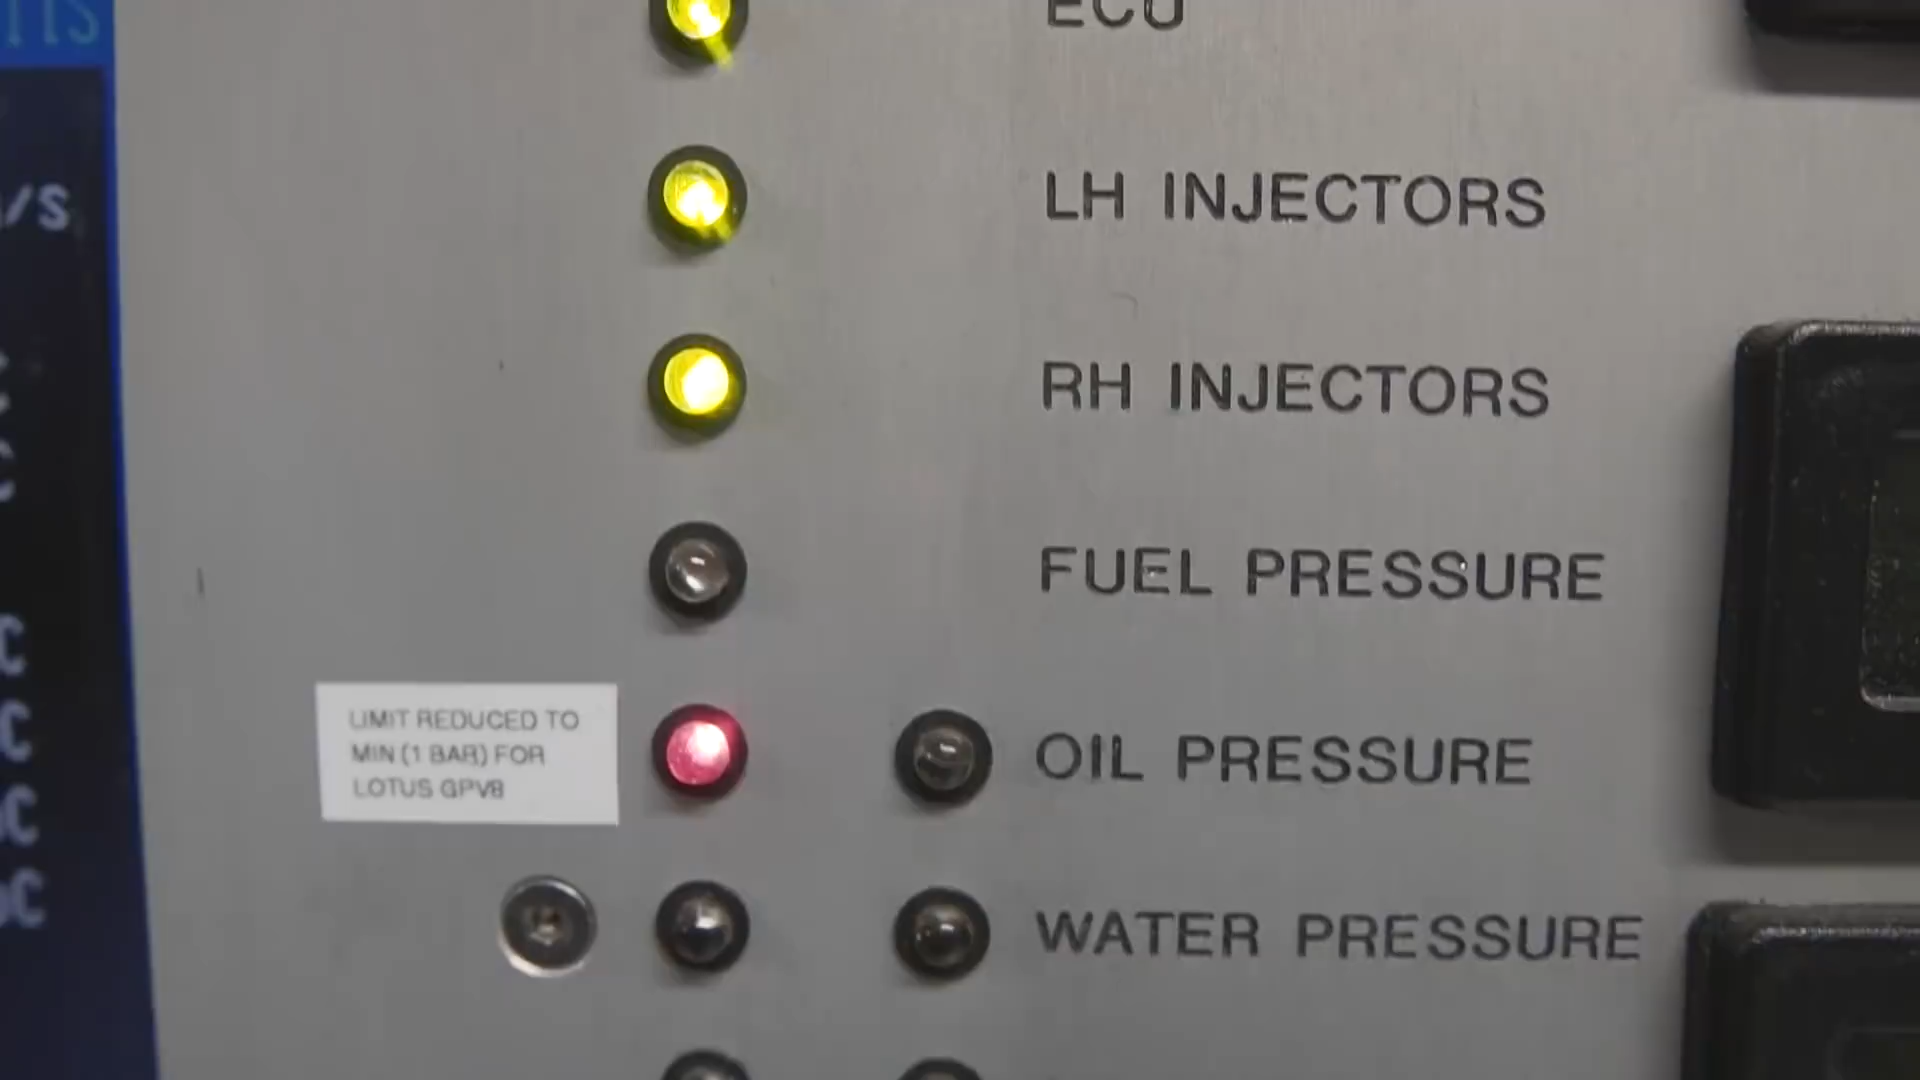 ECU
LH INJECTORS
RH INJECTORS
FUEL PRESSURE
LIMIT REDUCED TO
MIN (1 BAR) FOR
LOTUS GPV8
OIL PRESSURE
WATER PRESSURE